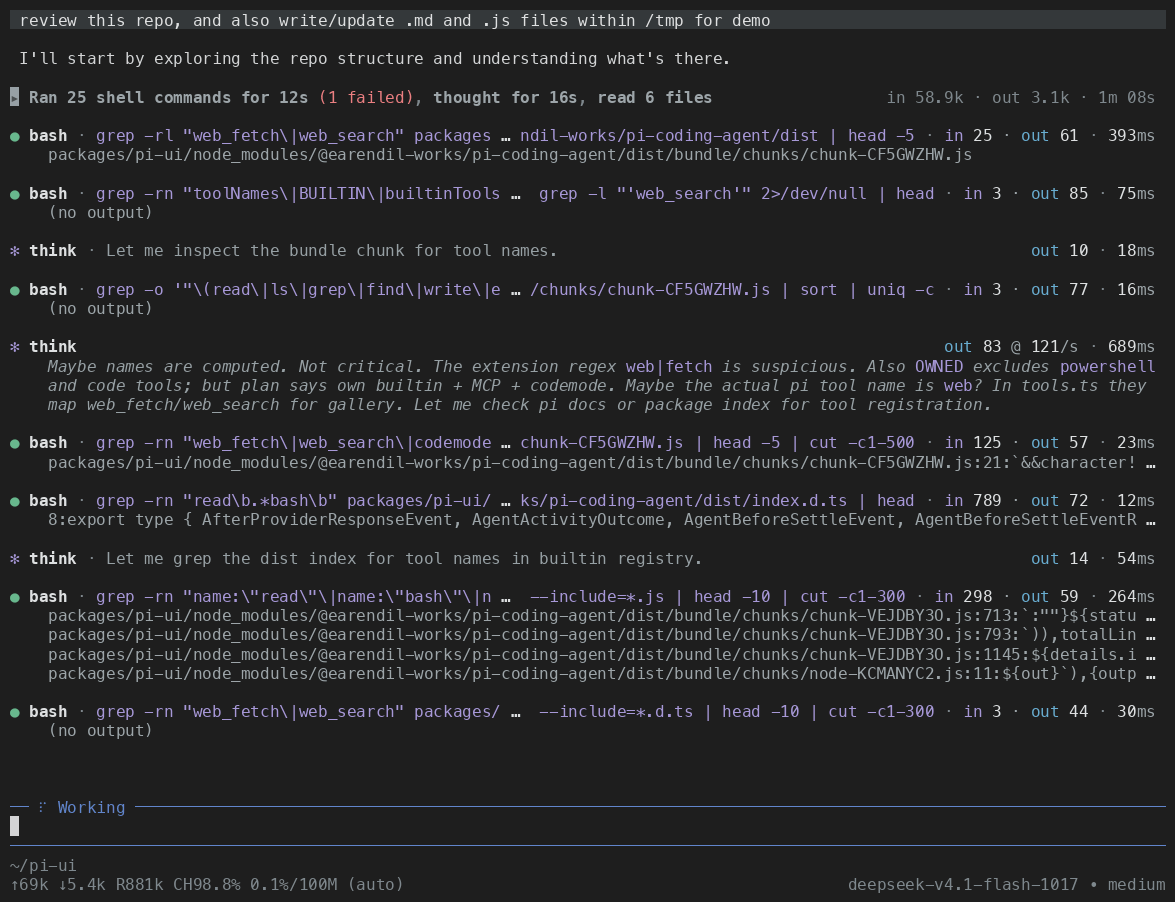 review this repo, and also write/update .md and .js files within /tmp for demo
I'll start by exploring the repo structure and understanding what's there.
▸ Ran 25 shell commands for 12s (1 failed), thought for 16s, read 6 files in 58.9k · out 3.1k · 1m 08s
● bash · grep -rl "web_fetch\|web_search" packages … ndil-works/pi-coding-agent/dist | head -5 · in 25 · out 61 · 393ms
packages/pi-ui/node_modules/@earendil-works/pi-coding-agent/dist/bundle/chunks/chunk-CF5GWZHW.js
● bash · grep -rn "toolNames\|BUILTIN\|builtinTools … grep -l "'web_search'" 2>/dev/null | head · in 3 · out 85 · 75ms
(no output)
✻ think · Let me inspect the bundle chunk for tool names. out 10 · 18ms
● bash · grep -o '"\(read\|ls\|grep\|find\|write\|e … /chunks/chunk-CF5GWZHW.js | sort | uniq -c · in 3 · out 77 · 16ms
(no output)
✻ think out 83 @ 121/s · 689ms
Maybe names are computed. Not critical. The extension regex web|fetch is suspicious. Also OWNED excludes powershell
and code tools; but plan says own builtin + MCP + codemode. Maybe the actual pi tool name is web? In tools.ts they
map web_fetch/web_search for gallery. Let me check pi docs or package index for tool registration.
● bash · grep -rn "web_fetch\|web_search\|codemode … chunk-CF5GWZHW.js | head -5 | cut -c1-500 · in 125 · out 57 · 23ms
packages/pi-ui/node_modules/@earendil-works/pi-coding-agent/dist/bundle/chunks/chunk-CF5GWZHW.js:21:`&&character! …
● bash · grep -rn "read\b.*bash\b" packages/pi-ui/ … ks/pi-coding-agent/dist/index.d.ts | head · in 789 · out 72 · 12ms
8:export type { AfterProviderResponseEvent, AgentActivityOutcome, AgentBeforeSettleEvent, AgentBeforeSettleEventR …
✻ think · Let me grep the dist index for tool names in builtin registry. out 14 · 54ms
● bash · grep -rn "name:\"read\"\|name:\"bash\"\|n … --include=*.js | head -10 | cut -c1-300 · in 298 · out 59 · 264ms
packages/pi-ui/node_modules/@earendil-works/pi-coding-agent/dist/bundle/chunks/chunk-VEJDBY3O.js:713:`:""}${statu …
packages/pi-ui/node_modules/@earendil-works/pi-coding-agent/dist/bundle/chunks/chunk-VEJDBY3O.js:793:`)),totalLin …
packages/pi-ui/node_modules/@earendil-works/pi-coding-agent/dist/bundle/chunks/chunk-VEJDBY3O.js:1145:${details.i …
packages/pi-ui/node_modules/@earendil-works/pi-coding-agent/dist/bundle/chunks/node-KCMANYC2.js:11:${out}`),{outp …
● bash · grep -rn "web_fetch\|web_search" packages/ … --include=*.d.ts | head -10 | cut -c1-300 · in 3 · out 44 · 30ms
(no output)
Working
~/pi-ui
↑69k ↓5.4k R881k CH98.8% 0.1%/100M (auto) deepseek-v4.1-flash-1017 • medium